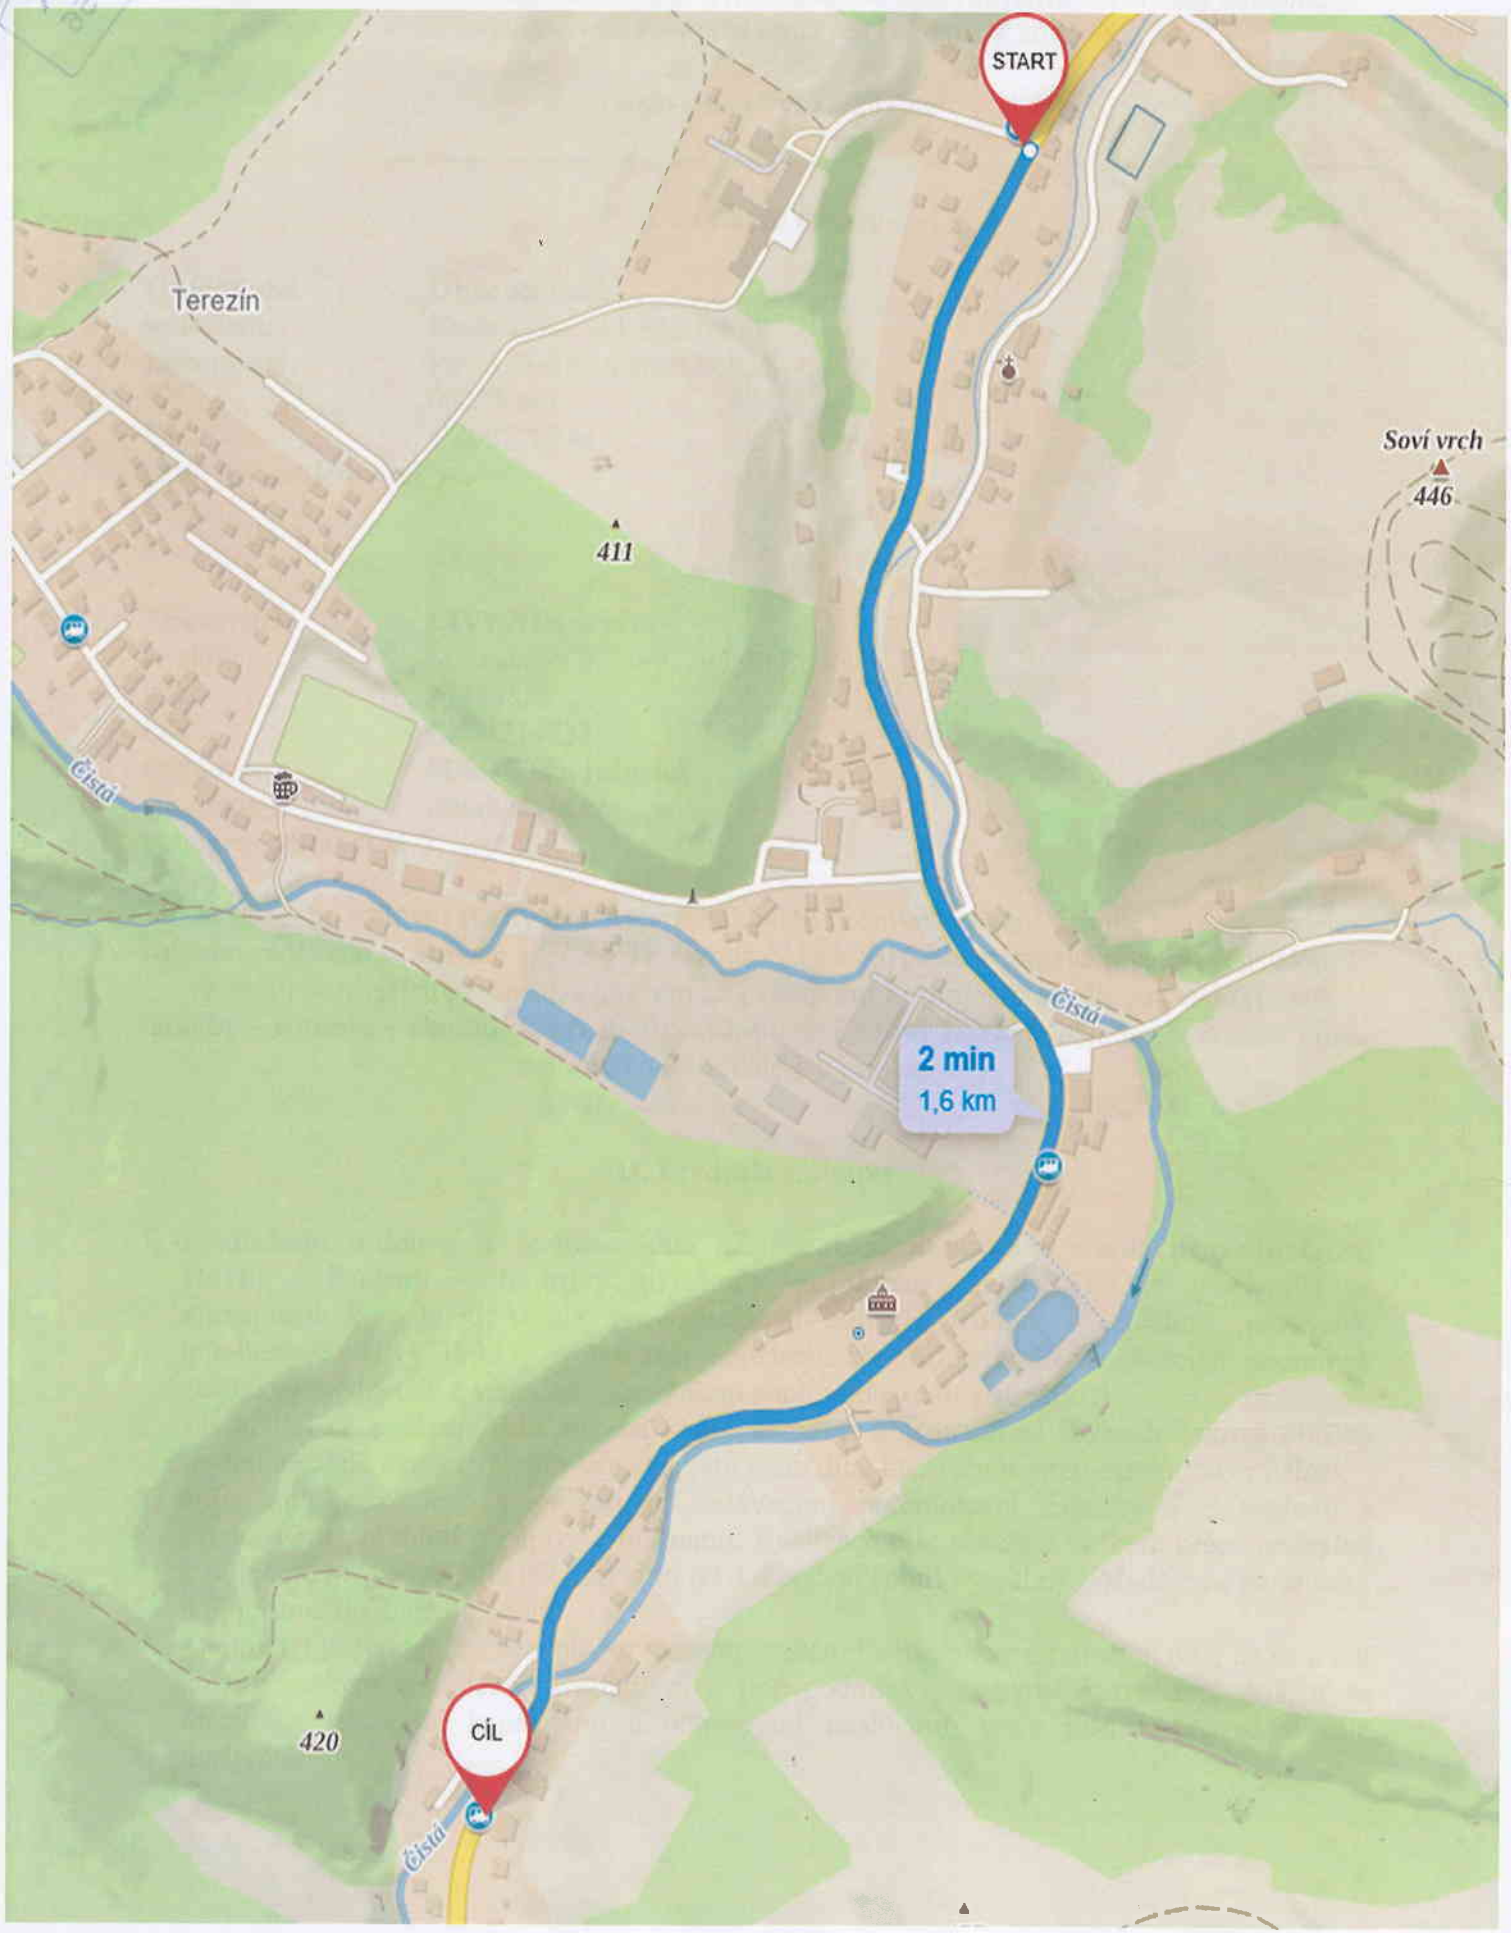 START
Terezín
Soví vrch
446
411
Čistá
Čistá
2 min
1,6 km
420
CÍL
Čistá